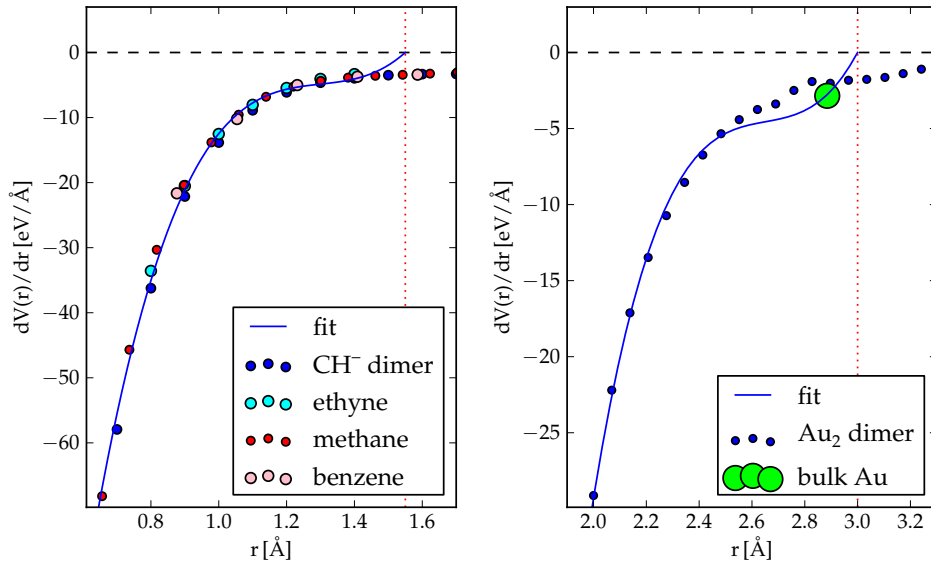 0
−10
−20
−30
−40
−50
−60
dV(r)/dr [eV/Å]
0.8 1.0 1.2 1.4 1.6
r [Å]
fit
CH⁻ dimer
ethyne
methane
benzene
0
−5
−10
−15
−20
−25
dV(r)/dr [eV/Å]
2.0 2.2 2.4 2.6 2.8 3.0 3.2
r [Å]
fit
Au₂ dimer
bulk Au